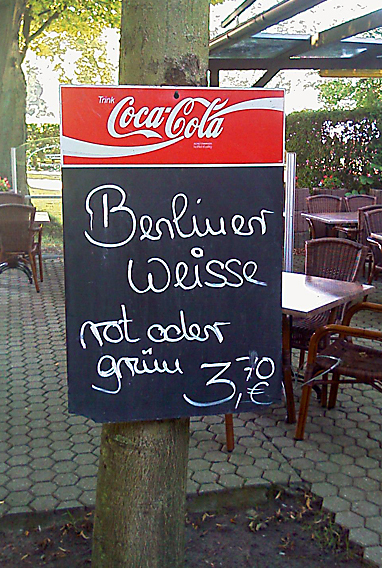 Trink
Coca-Cola
Berliner
Weisse
rot oder
grün 3,70 €